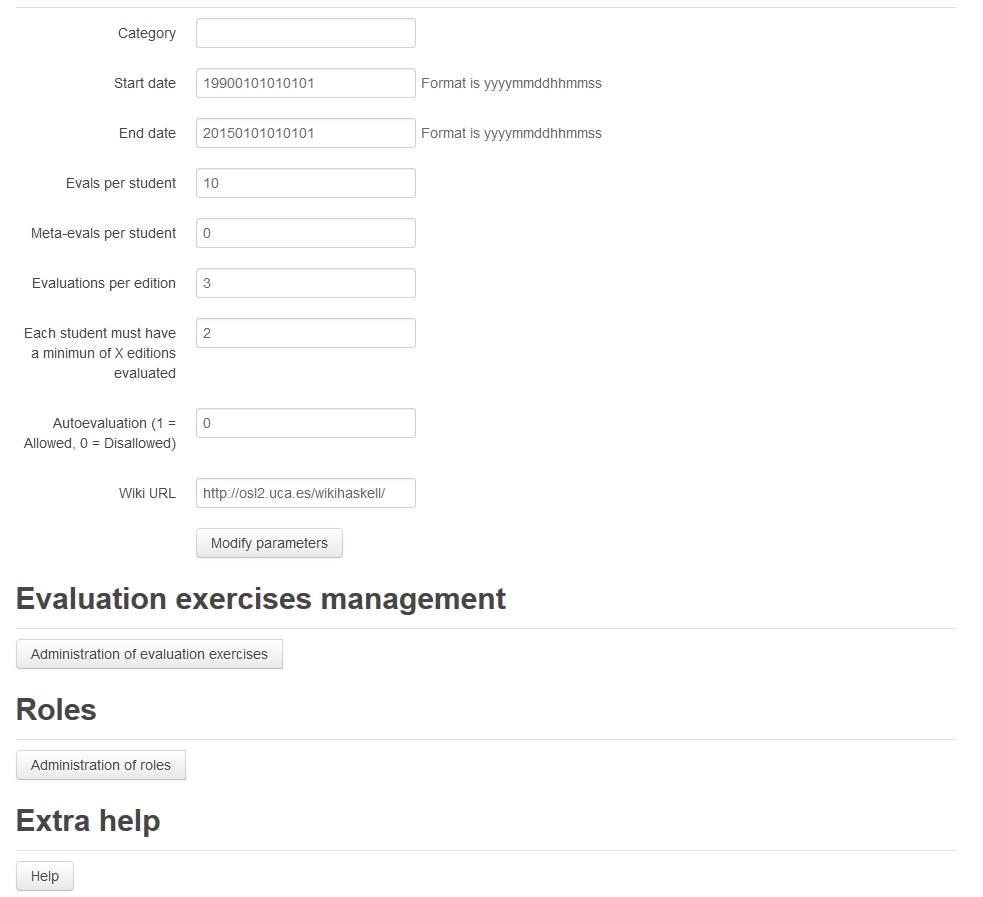 Category
Start date 19900101010101 Format is yyyymmddhhmmss
End date 20150101010101 Format is yyyymmddhhmmss
Evals per student 10
Meta-evals per student 0
Evaluations per edition 3
Each student must have 2
a minimun of X editions
evaluated
Autoevaluation (1 = 0
Allowed, 0 = Disallowed)
Wiki URL http://osl2.uca.es/wikihaskell/
Modify parameters
Evaluation exercises management
Administration of evaluation exercises
Roles
Administration of roles
Extra help
Help